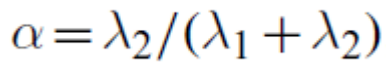 α = λ₂/(λ₁ + λ₂)